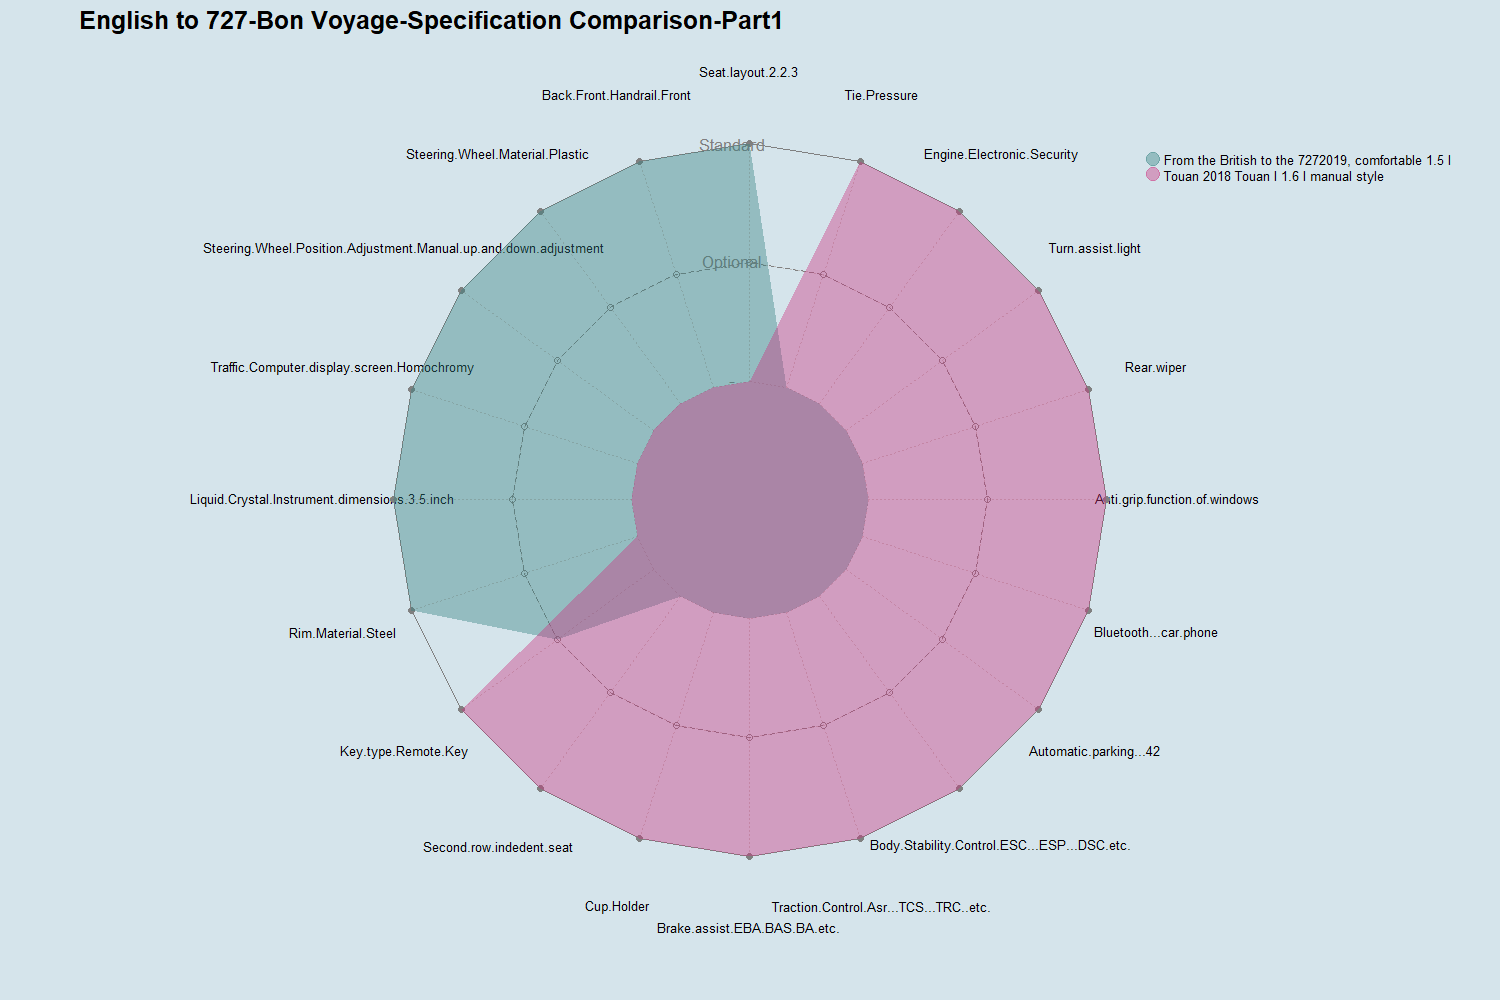 English to 727-Bon Voyage-Specification Comparison-Part1
Seat.layout.2.2.3
Back.Front.Handrail.Front
Tie.Pressure
Standard
Steering.Wheel.Material.Plastic
Engine.Electronic.Security
From the British to the 7272019, comfortable 1.5 l
Touan 2018 Touan l 1.6 l manual style
Steering.Wheel.Position.Adjustment.Manual.up.and.down.adjustment
Turn.assist.light
Optional
Traffic.Computer.display.screen.Homochromy
Rear.wiper
-
Liquid.Crystal.Instrument.dimensions.3.5.inch
Anti.grip.function.of.windows
Rim.Material.Steel
Bluetooth...car.phone
Key.type.Remote.Key
Automatic.parking...42
Second.row.indedent.seat
Body.Stability.Control.ESC...ESP...DSC.etc.
Cup.Holder
Traction.Control.Asr...TCS...TRC..etc.
Brake.assist.EBA.BAS.BA.etc.